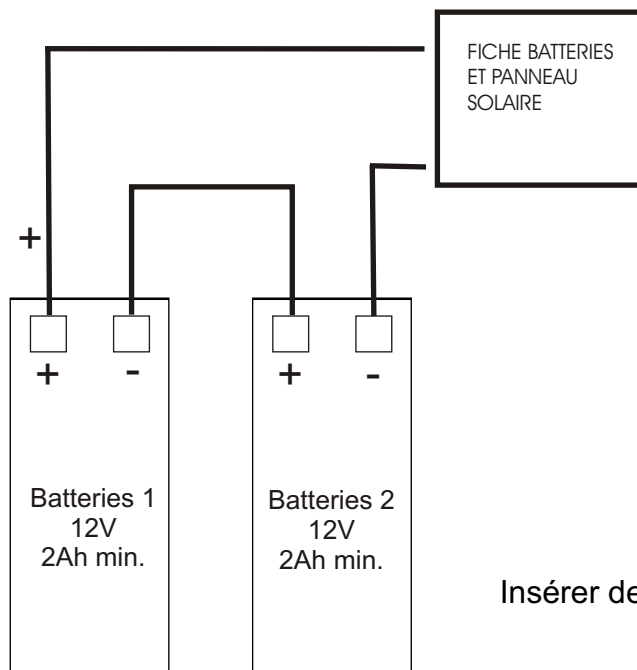 FICHE BATTERIES
ET PANNEAU
SOLAIRE
+
+ -
+ -
Batteries 1
12V
2Ah min.
Batteries 2
12V
2Ah min.
Insérer de